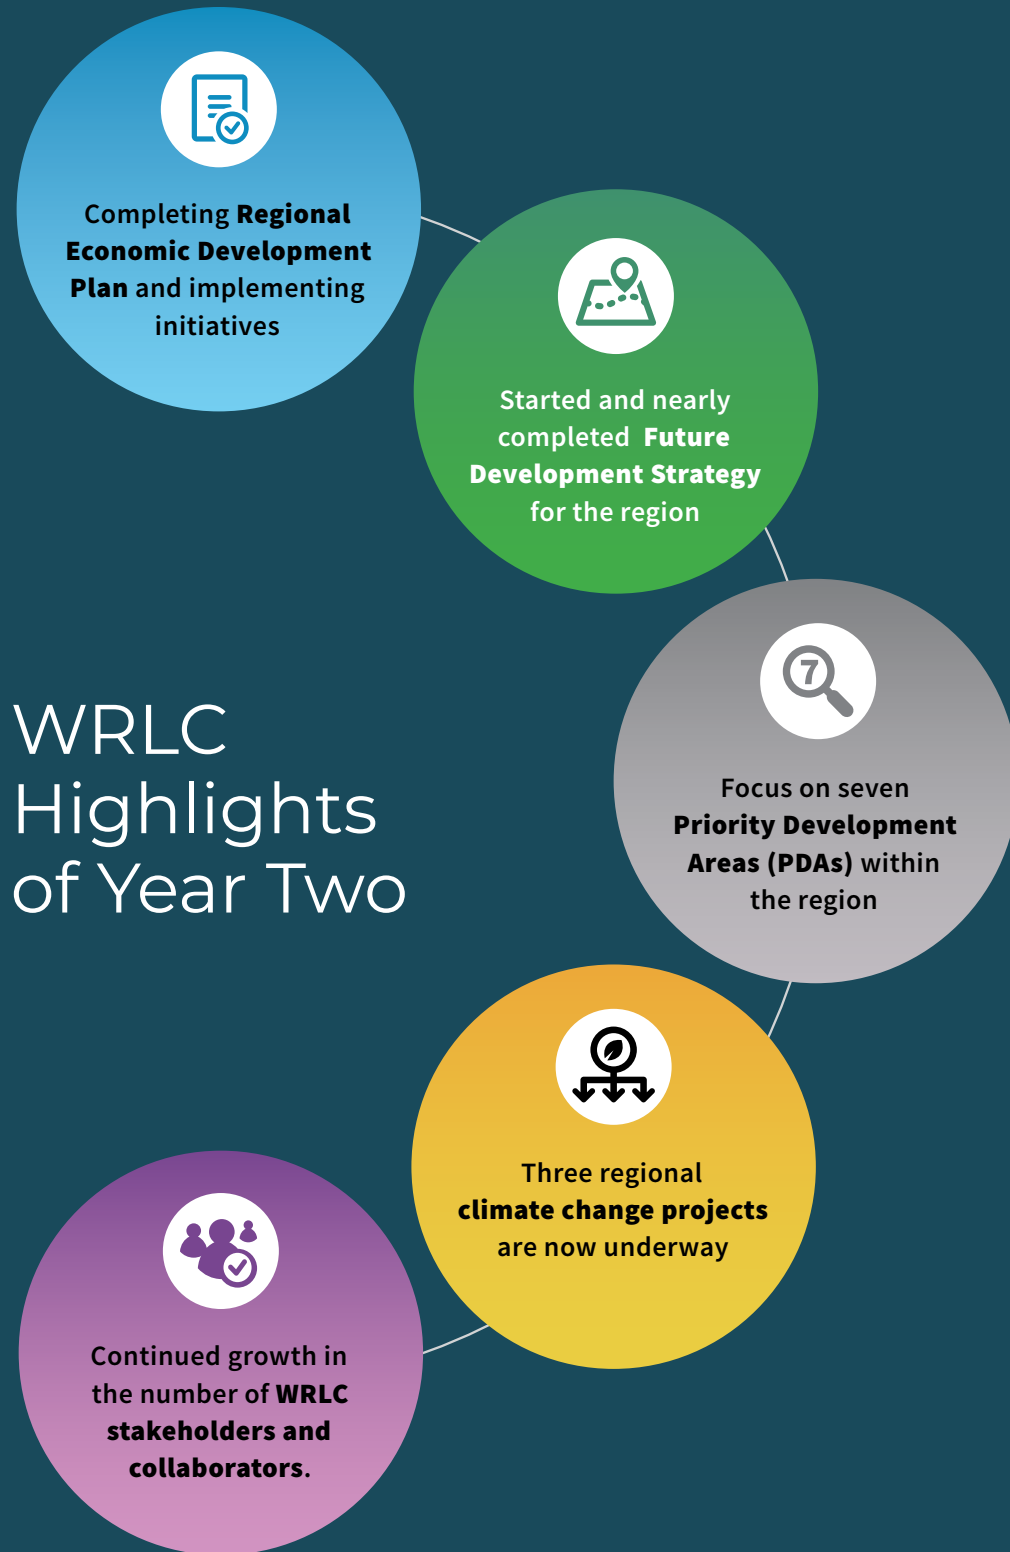 Completing Regional
Economic Development
Plan and implementing
initiatives
Started and nearly
completed Future
Development Strategy
for the region
7
Focus on seven
Priority Development
Areas (PDAs) within
the region
WRLC
Highlights
of Year Two
Three regional
climate change projects
are now underway
Continued growth in
the number of WRLC
stakeholders and
collaborators.